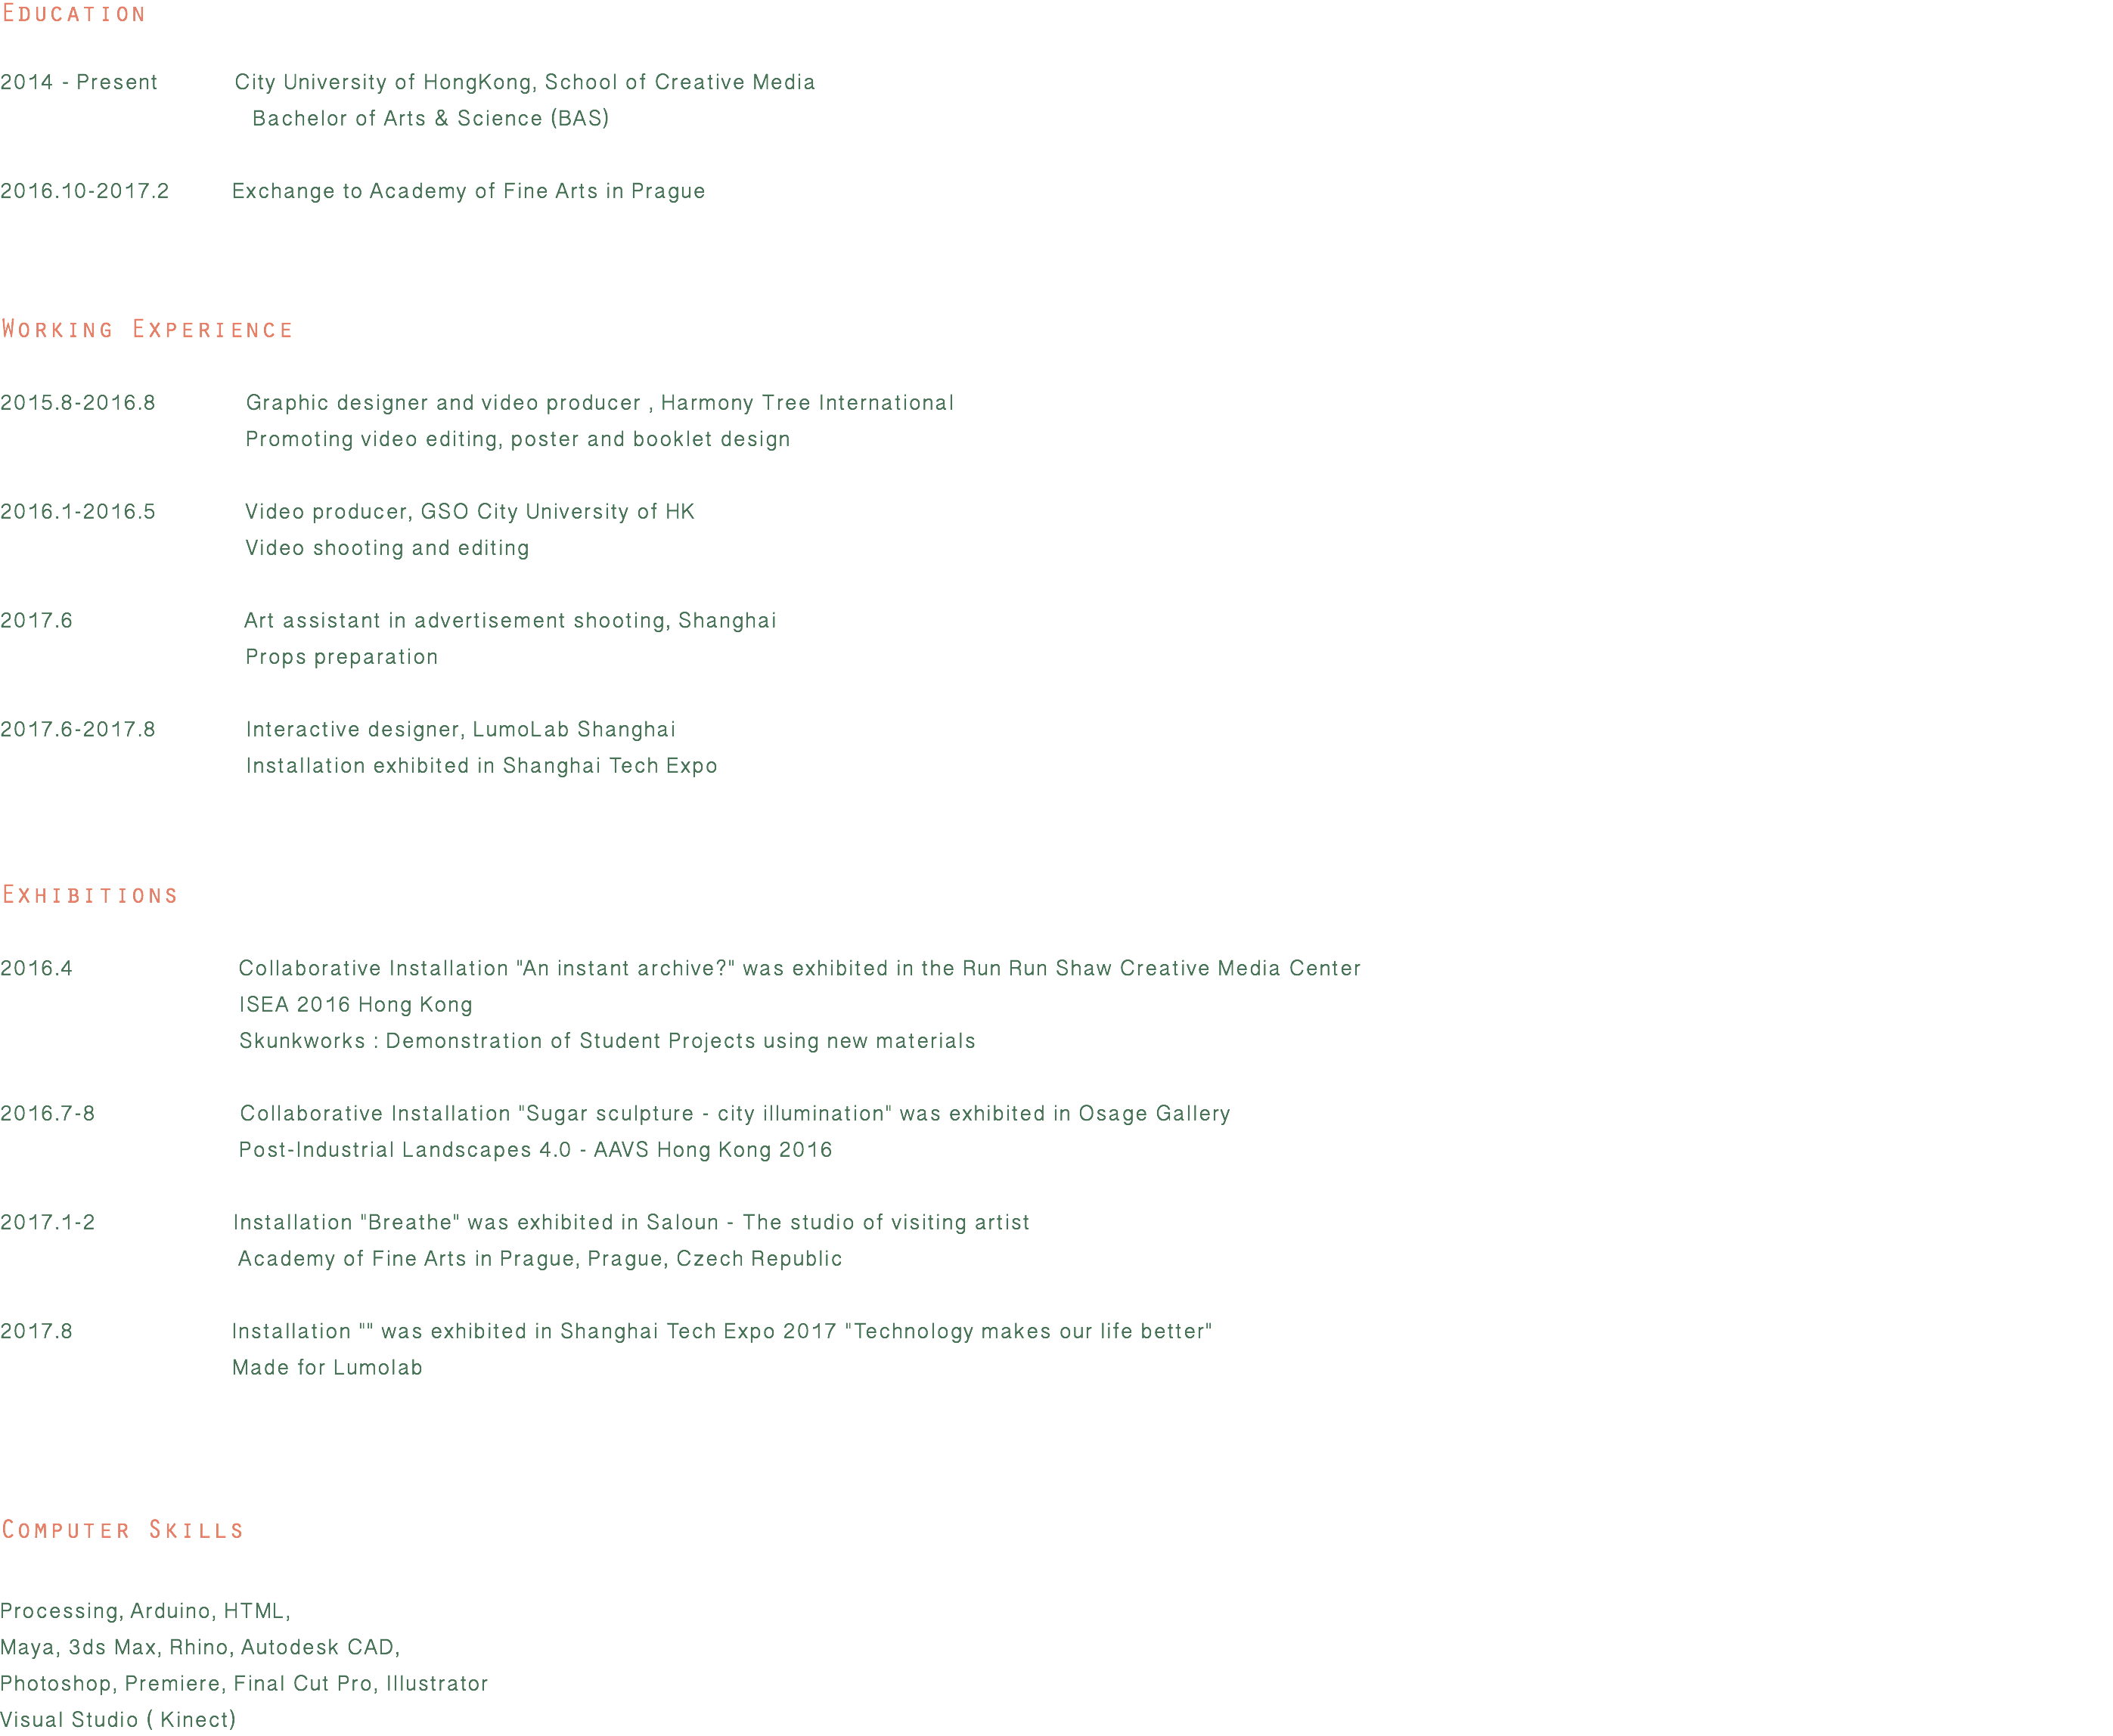 EDUCATION
2014 - Present City University of HongKong, School of Creative Media
Bachelor of Arts & Science (BAS)
2016.10-2017.2 Exchange to Academy of Fine Arts in Prague
WORKING EXPERIENCE
2015.8-2016.8 Graphic designer and video producer , Harmony Tree International
Promoting video editing, poster and booklet design
2016.1-2016.5 Video producer, GSO City University of HK
Video shooting and editing
2017.6 Art assistant in advertisement shooting, Shanghai
Props preparation
2017.6-2017.8 Interactive designer, LumoLab Shanghai
Installation exhibited in Shanghai Tech Expo
EXHIBITIONS
2016.4 Collaborative Installation "An instant archive?" was exhibited in the Run Run Shaw Creative Media Center
ISEA 2016 Hong Kong
Skunkworks : Demonstration of Student Projects using new materials
2016.7-8 Collaborative Installation "Sugar sculpture - city illumination" was exhibited in Osage Gallery
Post-Industrial Landscapes 4.0 - AAVS Hong Kong 2016
2017.1-2 Installation "Breathe" was exhibited in Saloun - The studio of visiting artist
Academy of Fine Arts in Prague, Prague, Czech Republic
2017.8 Installation "" was exhibited in Shanghai Tech Expo 2017 "Technology makes our life better"
Made for Lumolab
COMPUTER SKILLS
Processing, Arduino, HTML,
Maya, 3ds Max, Rhino, Autodesk CAD,
Photoshop, Premiere, Final Cut Pro, Illustrator
Visual Studio ( Kinect)